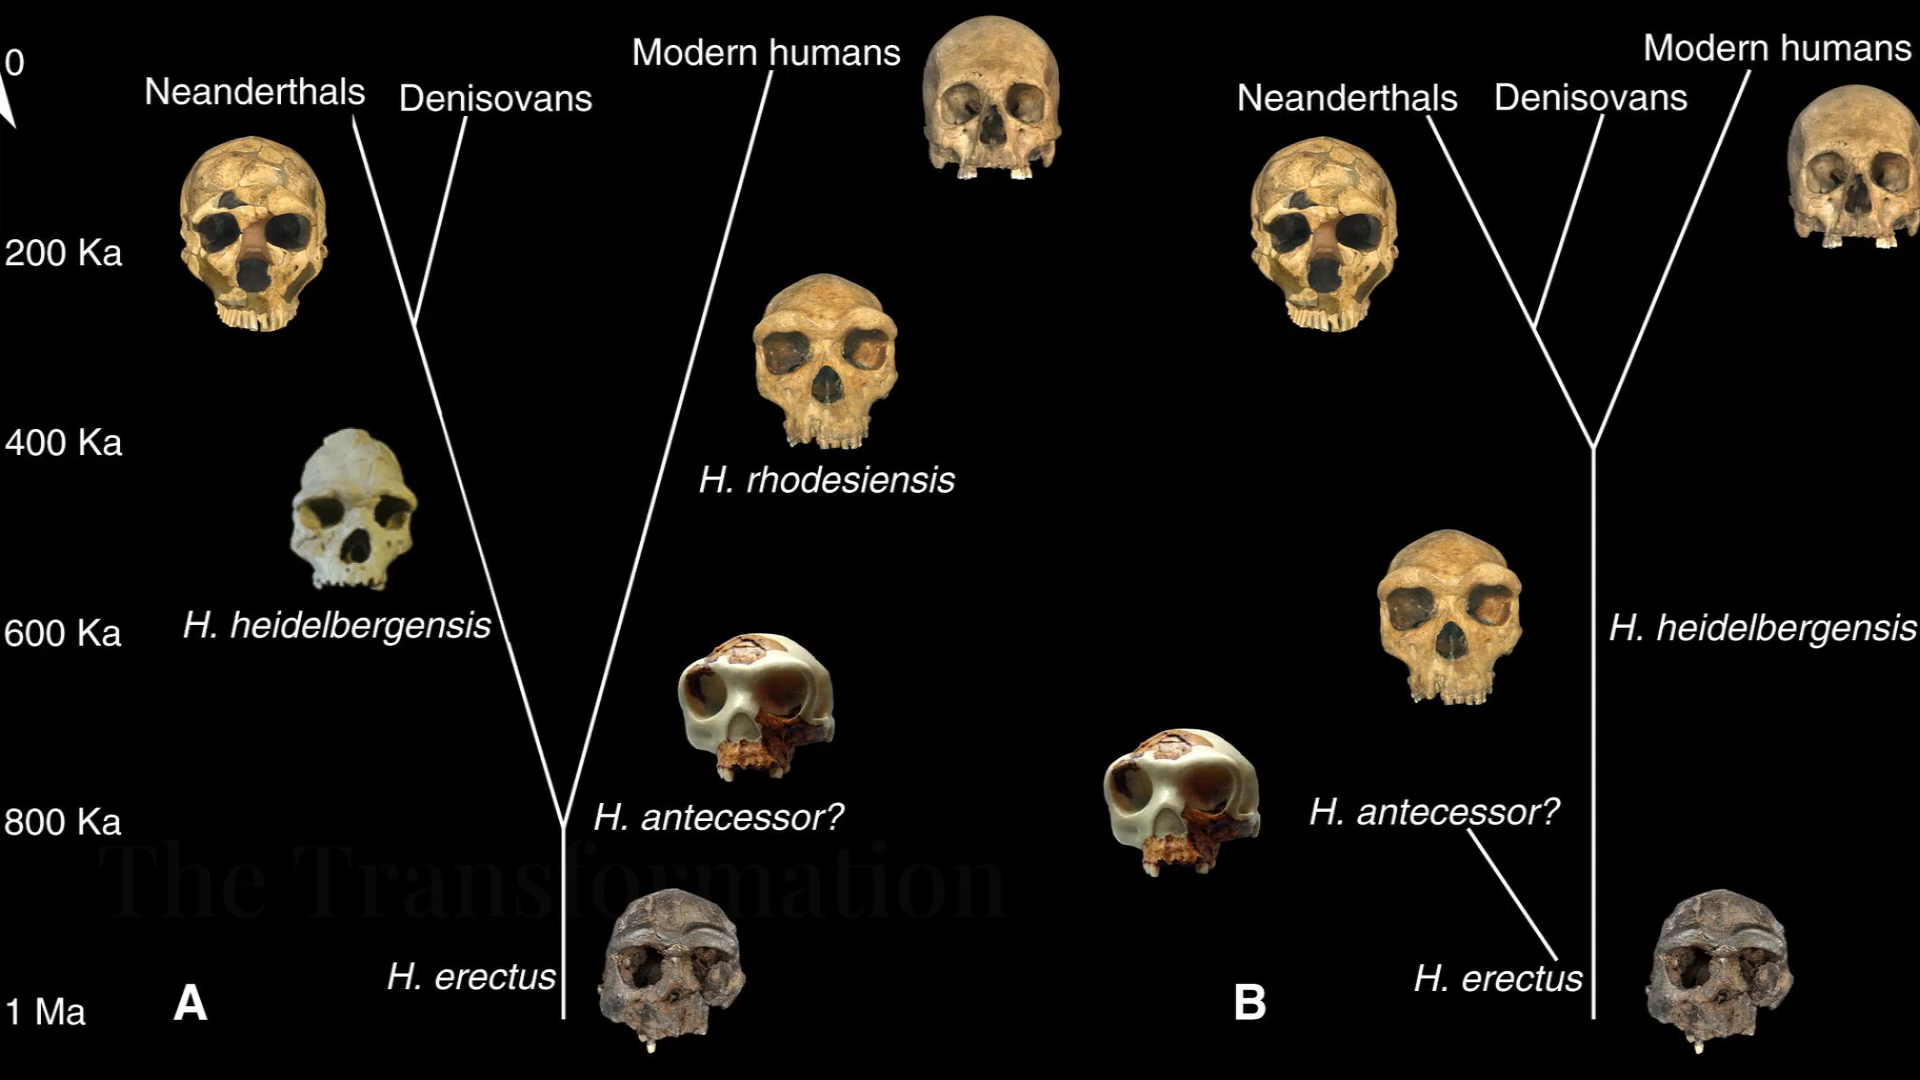 0
200 Ka
400 Ka
600 Ka
800 Ka
1 Ma
Neanderthals
Denisovans
Modern humans
H. rhodesiensis
H. heidelbergensis
H. antecessor?
H. erectus
A
The Transformation
Neanderthals
Denisovans
Modern humans
H. heidelbergensis
H. antecessor?
H. erectus
B